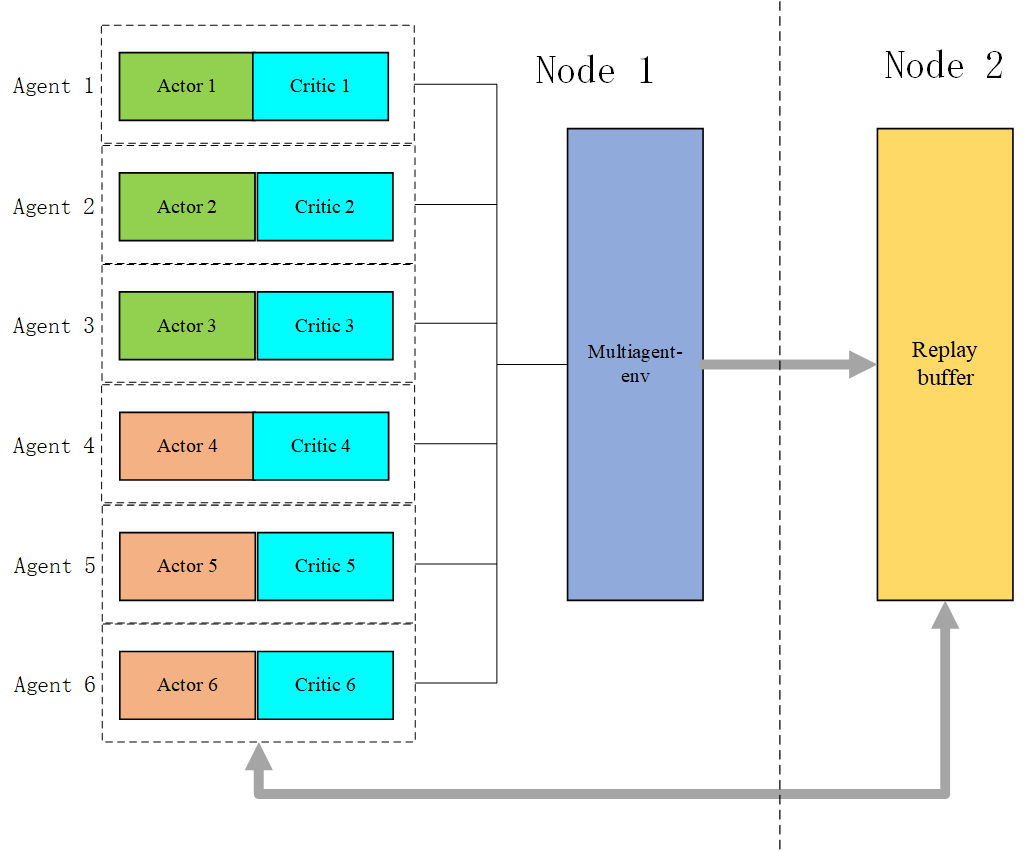 Node 1
Node 2
Agent 1
Actor 1
Critic 1
Agent 2
Actor 2
Critic 2
Agent 3
Actor 3
Critic 3
Multiagent-
env
Replay
buffer
Agent 4
Actor 4
Critic 4
Agent 5
Actor 5
Critic 5
Agent 6
Actor 6
Critic 6